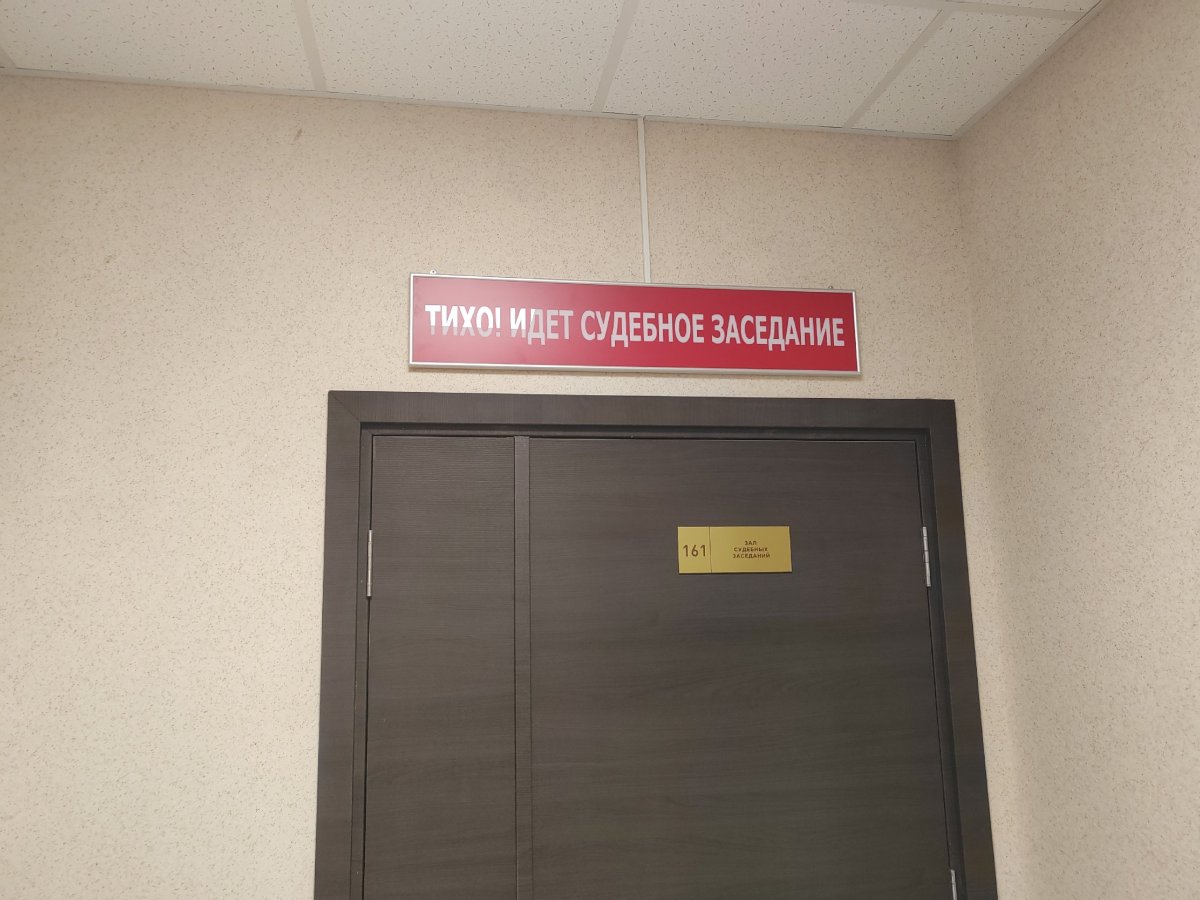 ТИХО! ИДЕТ СУДЕБНОЕ ЗАСЕДАНИЕ
161
ЗАЛ
СУДЕБНЫХ
ЗАСЕДАНИЙ